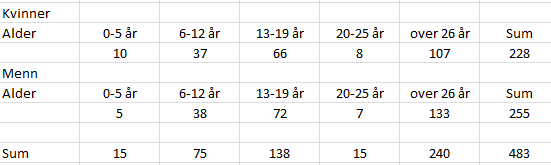 Kvinner
Alder 0-5 år 6-12 år 13-19 år 20-25 år over 26 år Sum
10 37 66 8 107 228
Menn
Alder 0-5 år 6-12 år 13-19 år 20-25 år over 26 år Sum
5 38 72 7 133 255
Sum 15 75 138 15 240 483